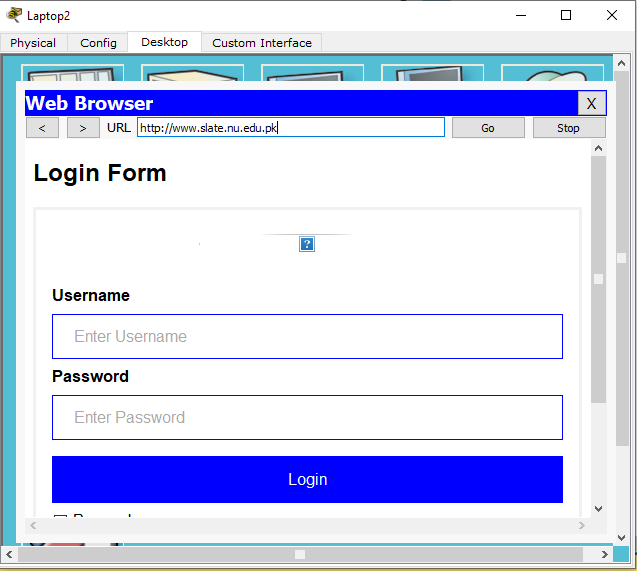 Laptop2
Physical Config Desktop Custom Interface
Web Browser X
< > URL http://www.slate.nu.edu.pk Go Stop
Login Form
?
Username
Enter Username
Password
Enter Password
Login